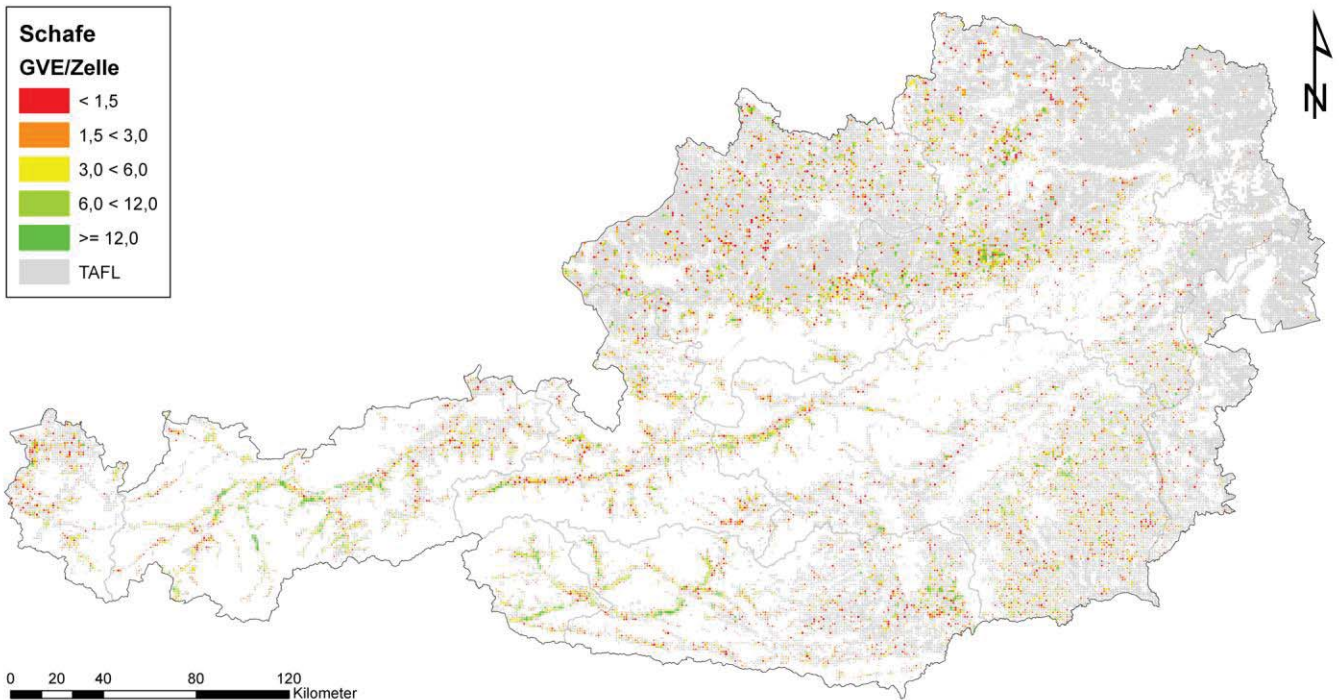 Schafe
GVE/Zelle
< 1,5
1,5 < 3,0
3,0 < 6,0
6,0 < 12,0
>= 12,0
TAFL
N
0 20 40 80 120
Kilometer